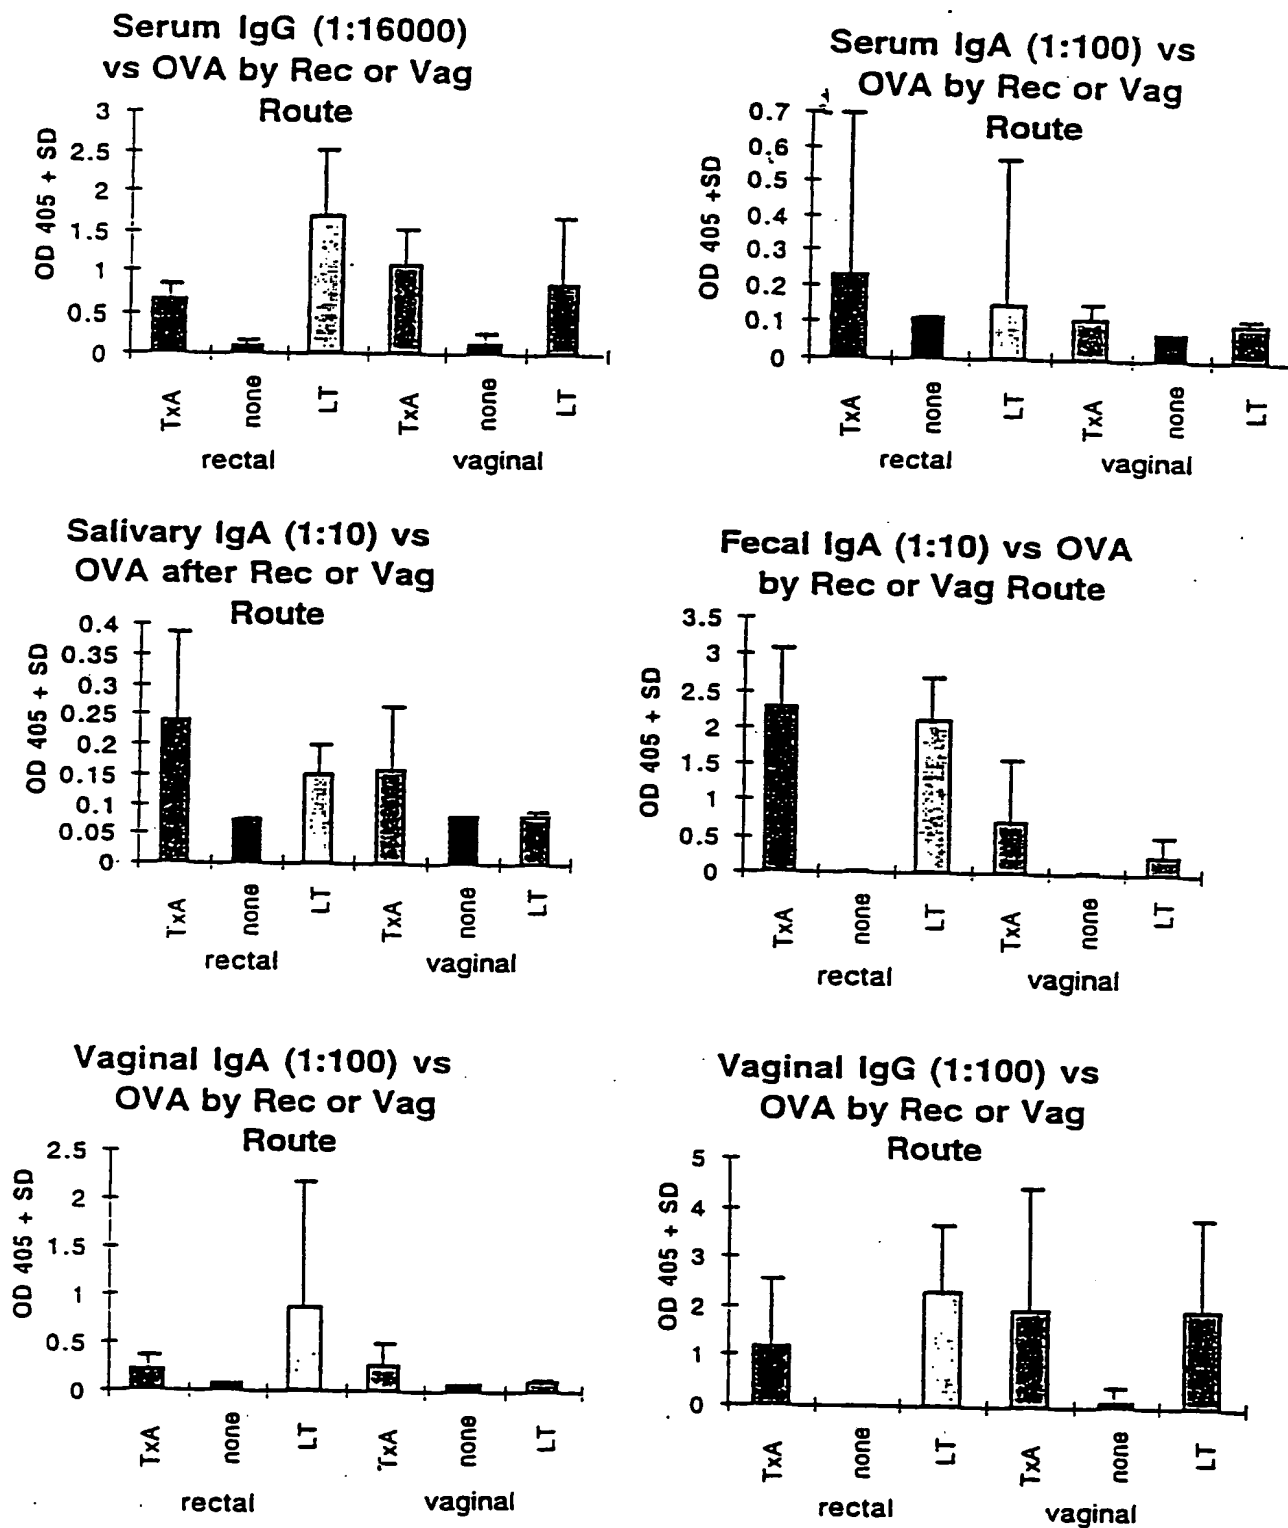 Serum IgG (1:16000)
vs OVA by Rec or Vag
Route
OD 405 + SD
3
2.5
2
1.5
1
0.5
0
TxA
none
LT
TxA
none
LT
rectal
vaginal
Serum IgA (1:100) vs
OVA by Rec or Vag
Route
OD 405 +SD
0.7
0.6
0.5
0.4
0.3
0.2
0.1
0
TxA
none
LT
TxA
none
LT
rectal
vaginal
Salivary IgA (1:10) vs
OVA after Rec or Vag
Route
OD 405 + SD
0.4
0.35
0.3
0.25
0.2
0.15
0.1
0.05
0
TxA
none
LT
TxA
none
LT
rectal
vaginal
Fecal IgA (1:10) vs OVA
by Rec or Vag Route
OD 405 + SD
3.5
3
2.5
2
1.5
1
0.5
0
TxA
none
LT
TxA
none
LT
rectal
vaginal
Vaginal IgA (1:100) vs
OVA by Rec or Vag
Route
OD 405 + SD
2.5
2
1.5
1
0.5
0
TxA
none
LT
TxA
none
LT
rectal
vaginal
Vaginal IgG (1:100) vs
OVA by Rec or Vag
Route
OD 405 + SD
5
4
3
2
1
0
TxA
none
LT
TxA
none
LT
rectal
vaginal